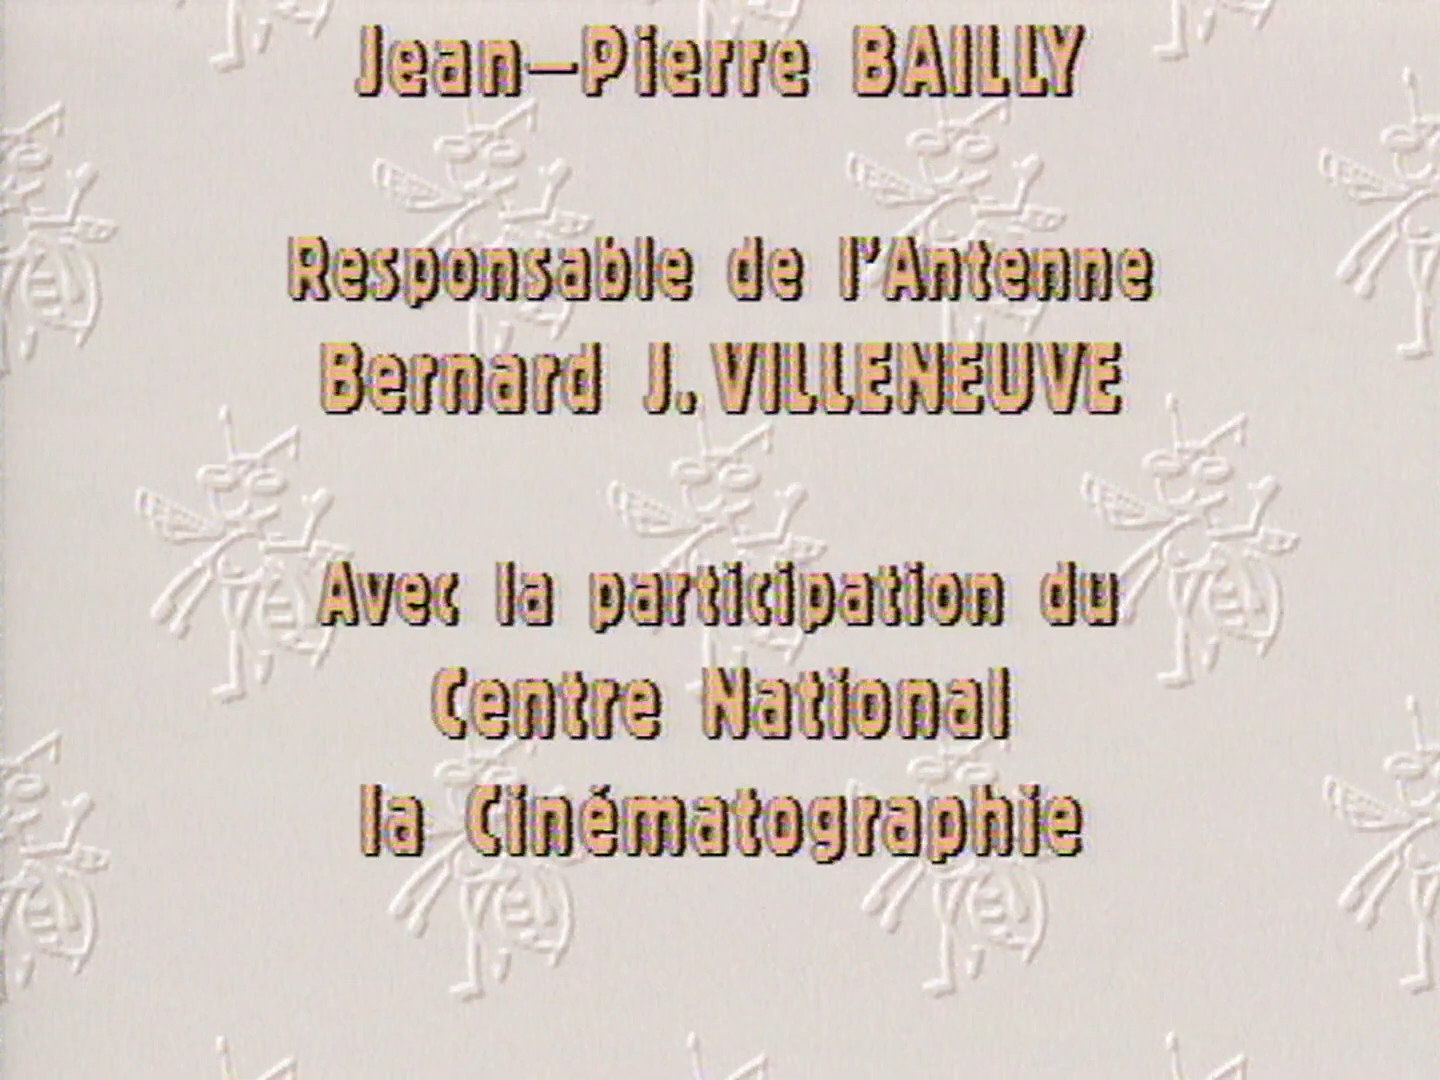 Jean-Pierre BAILLY
Responsable de l'Antenne
Bernard J. VILLENEUVE
Avec la participation du
Centre National
la Cinématographie